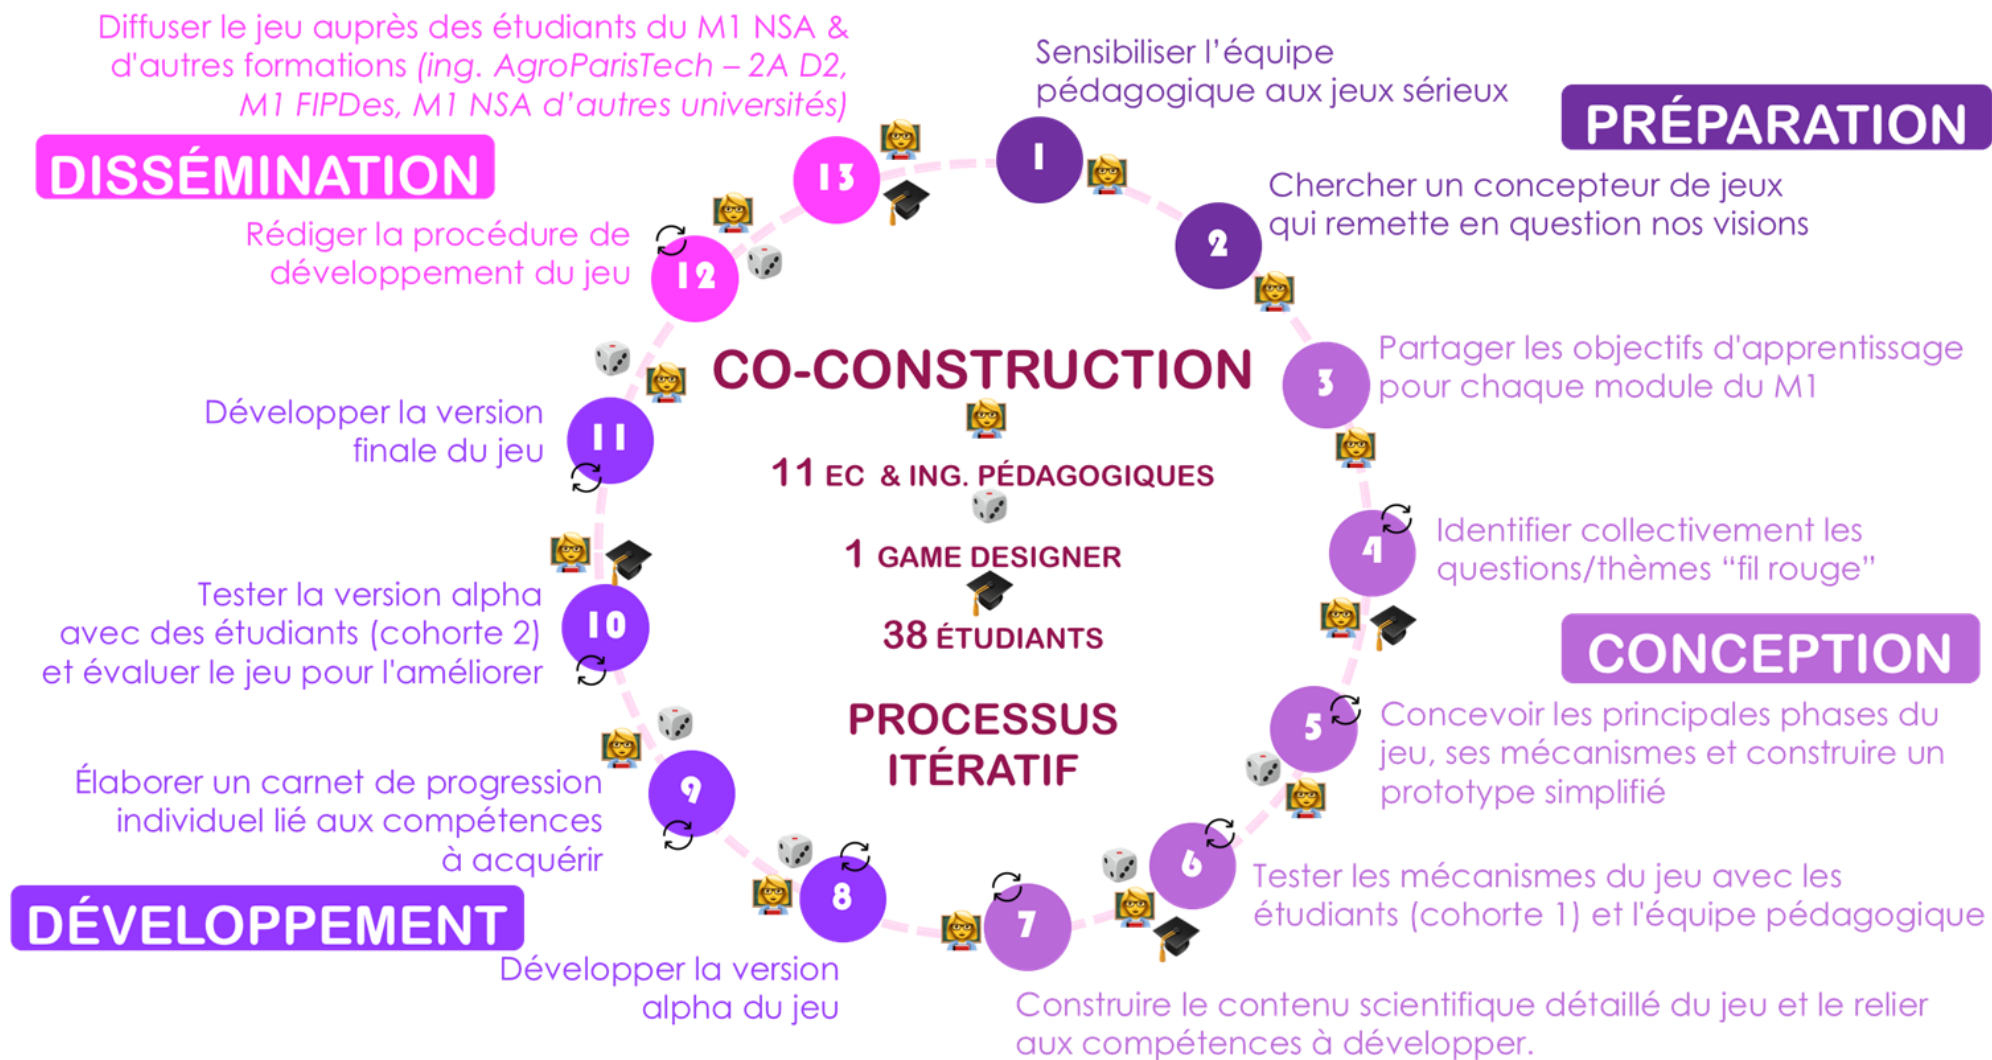 PRÉPARATION
1
Sensibiliser l’équipe
pédagogique aux jeux sérieux
2
Chercher un concepteur de jeux
qui remette en question nos visions
CONCEPTION
3
Partager les objectifs d'apprentissage
pour chaque module du M1
4
Identifier collectivement les
questions/thèmes “fil rouge”
5
Concevoir les principales phases du
jeu, ses mécanismes et construire un
prototype simplifié
6
Tester les mécanismes du jeu avec les
étudiants (cohorte 1) et l'équipe pédagogique
7
Construire le contenu scientifique détaillé du jeu et le relier
aux compétences à développer.
DÉVELOPPEMENT
8
Développer la version
alpha du jeu
9
Élaborer un carnet de progression
individuel lié aux compétences
à acquérir
10
Tester la version alpha
avec des étudiants (cohorte 2)
et évaluer le jeu pour l'améliorer
11
Développer la version
finale du jeu
DISSÉMINATION
12
Rédiger la procédure de
développement du jeu
13
Diffuser le jeu auprès des étudiants du M1 NSA &
d'autres formations (ing. AgroParisTech – 2A D2,
M1 FIPDes, M1 NSA d’autres universités)
CO-CONSTRUCTION
11 EC & ING. PÉDAGOGIQUES
1 GAME DESIGNER
38 ÉTUDIANTS
PROCESSUS
ITÉRATIF